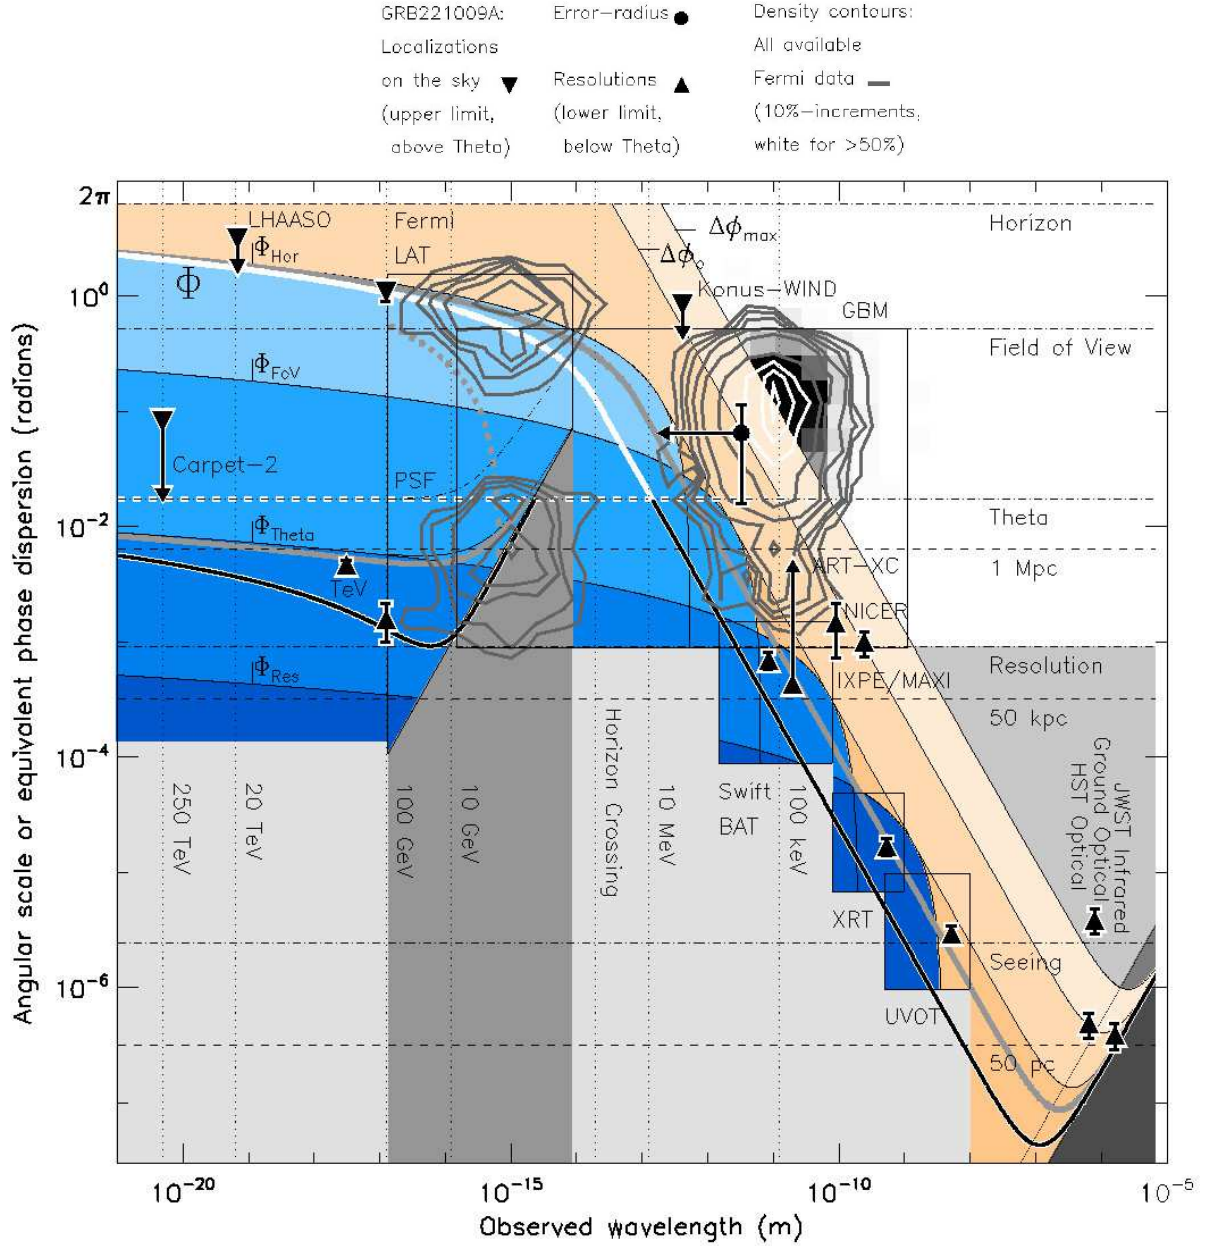 GRB221009A:
Localizations
on the sky
(upper limit,
above Theta)
Error-radius
Resolutions
(lower limit,
below Theta)
Density contours:
All available
Fermi data
(10%-increments,
white for >50%)
2π
10⁰
10⁻²
10⁻⁴
10⁻⁶
Angular scale or equivalent phase dispersion (radians)
LHAASO
Φ_Hor
Φ
Fermi
LAT
Δφ_max
Δφ_o
Horizon
Konus-WIND
GBM
Field of View
Φ_FoV
Carpet-2
PSF
Φ_Theta
Theta
TeV
ART-XC
1 Mpc
NICER
Φ_Res
IXPE/MAXI
Resolution
50 kpc
250 TeV
20 TeV
100 GeV
10 GeV
Horizon Crossing
10 MeV
Swift
BAT
100 keV
HST Optical
Ground Optical
JWST Infrared
XRT
Seeing
UVOT
50 pc
10⁻²⁰
10⁻¹⁵
10⁻¹⁰
10⁻⁵
Observed wavelength (m)